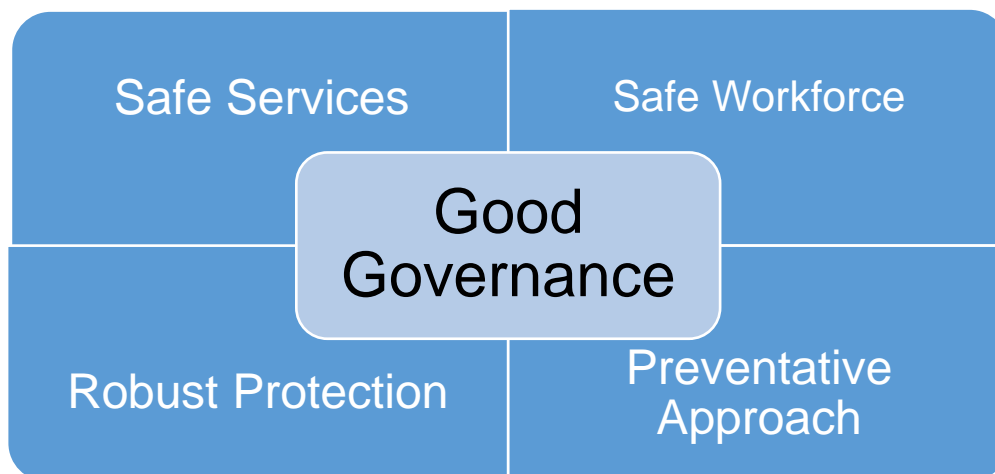 Safe Services
Safe Workforce
Good
Governance
Robust Protection
Preventative
Approach